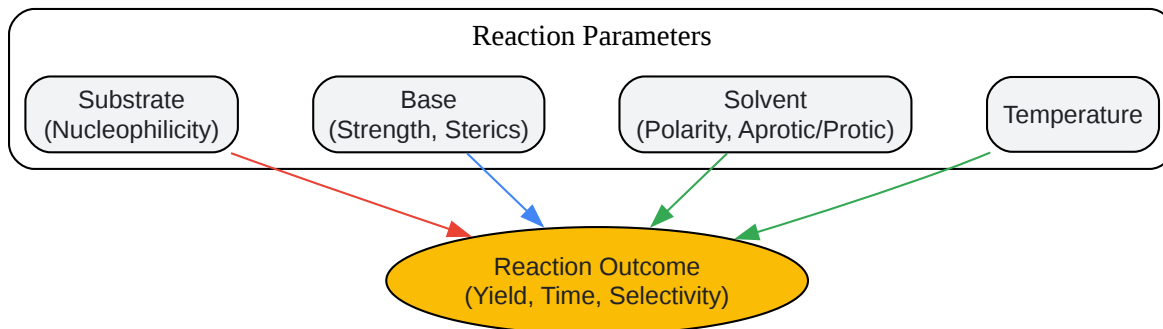 Reaction Parameters
Substrate
(Nucleophilicity)
Base
(Strength, Sterics)
Solvent
(Polarity, Aprotic/Protic)
Temperature
Reaction Outcome
(Yield, Time, Selectivity)